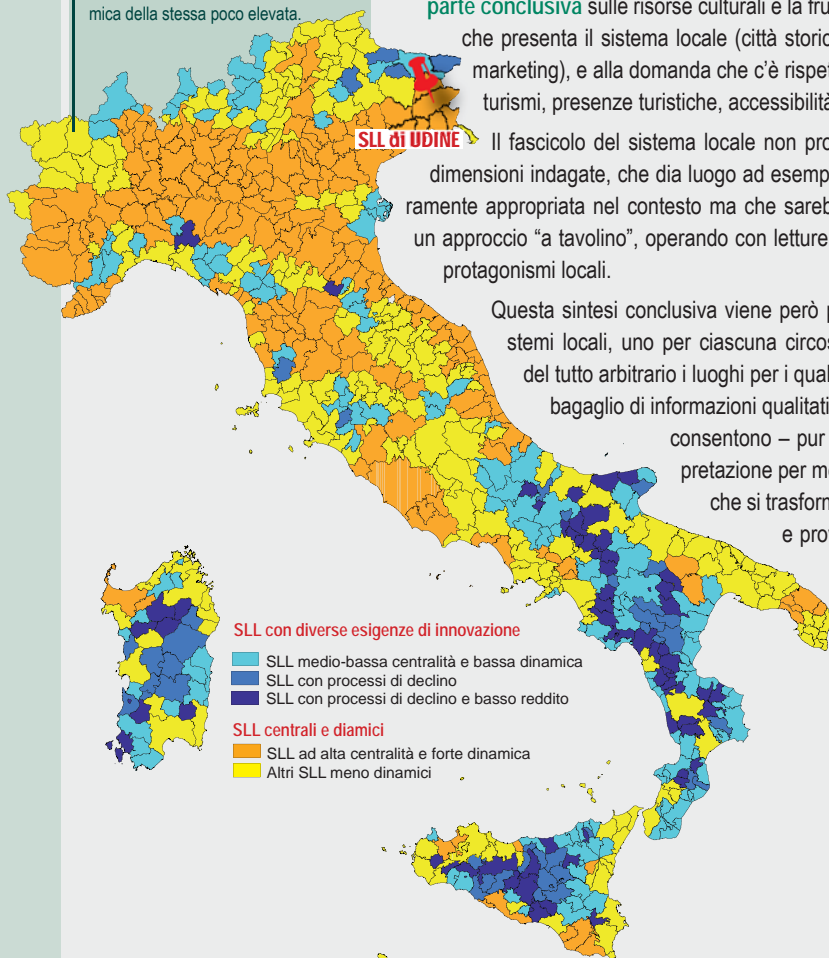 mica della stessa poco elevata.
parte conclusiva sulle risorse culturali e la fru
che presenta il sistema locale (città storic
marketing), e alla domanda che c'è rispet
turismi, presenze turistiche, accessibilità
SLL di UDINE
Il fascicolo del sistema locale non pro
dimensioni indagate, che dia luogo ad esemp
ramente appropriata nel contesto ma che sareb
un approccio “a tavolino”, operando con letture
protagonismi locali.
Questa sintesi conclusiva viene però p
stemi locali, uno per ciascuna circos
del tutto arbitrario i luoghi per i qual
bagaglio di informazioni qualitati
consentono – pur
pretazione per me
che si trasform
e prot
SLL con diverse esigenze di innovazione
SLL medio-bassa centralità e bassa dinamica
SLL con processi di declino
SLL con processi di declino e basso reddito
SLL centrali e diamici
SLL ad alta centralità e forte dinamica
Altri SLL meno dinamici